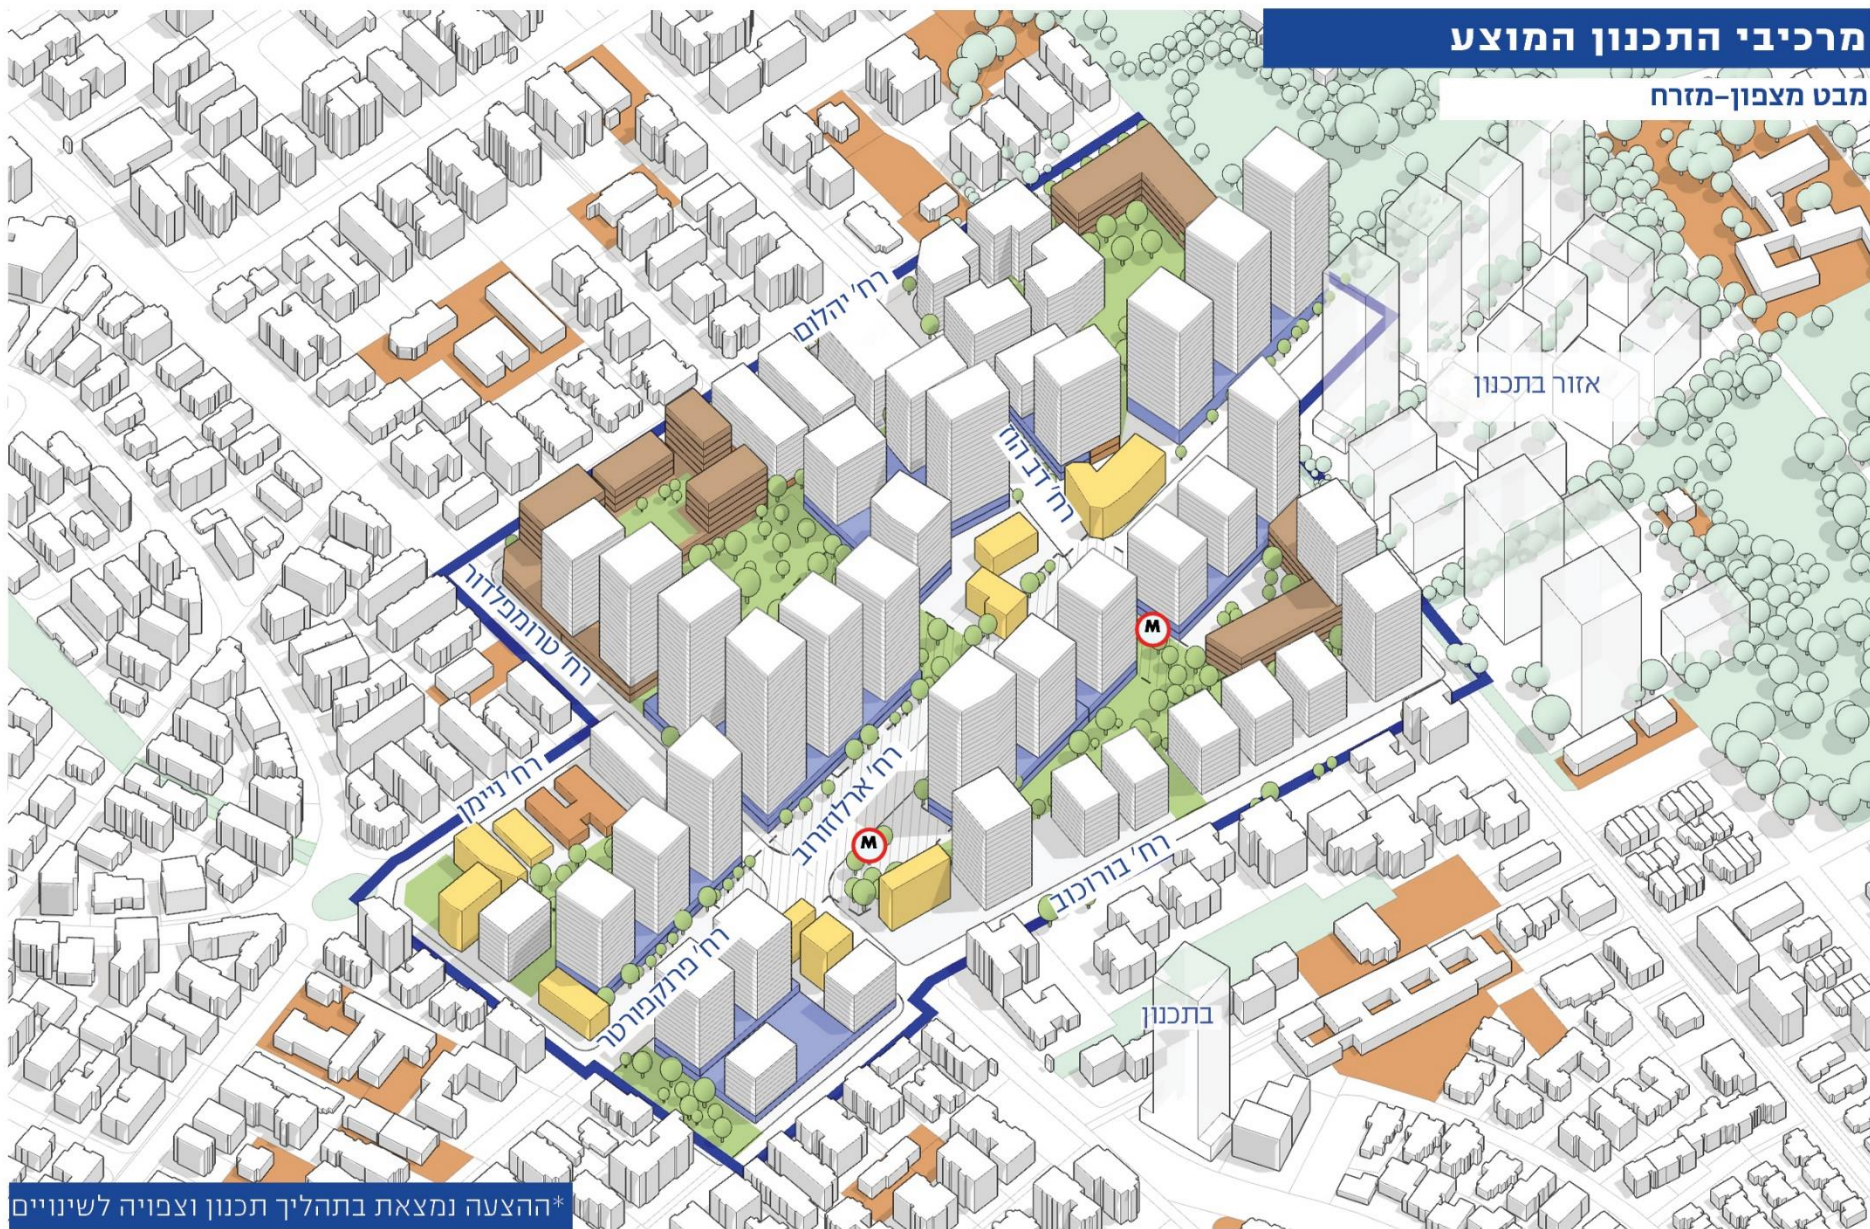 מרכיבי התכנון המוצע
מבט מצפון-מזרח
רח' יהלום
אזור בתכנון
רח' דב הוז
רח' טרומפלדור
M
רח' ניימן
רח' ארלוזורוב
M
רח' בורוכוב
רח' פרנקפורטר
בתכנון
*ההצעה נמצאת בתהליך תכנון וצפויה לשינויים